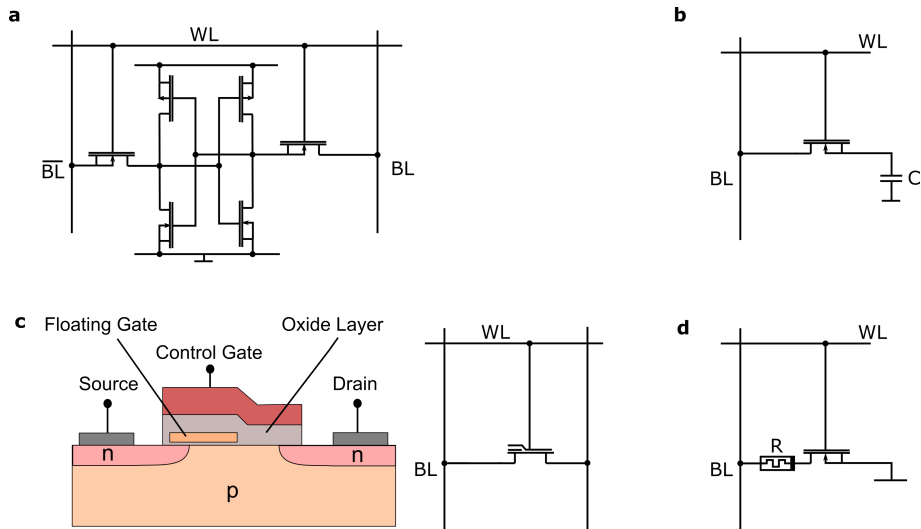 a
WL
BL
BL
b
WL
BL
C
c
Floating Gate
Oxide Layer
Control Gate
Source
Drain
n
n
p
WL
BL
d
WL
R
BL